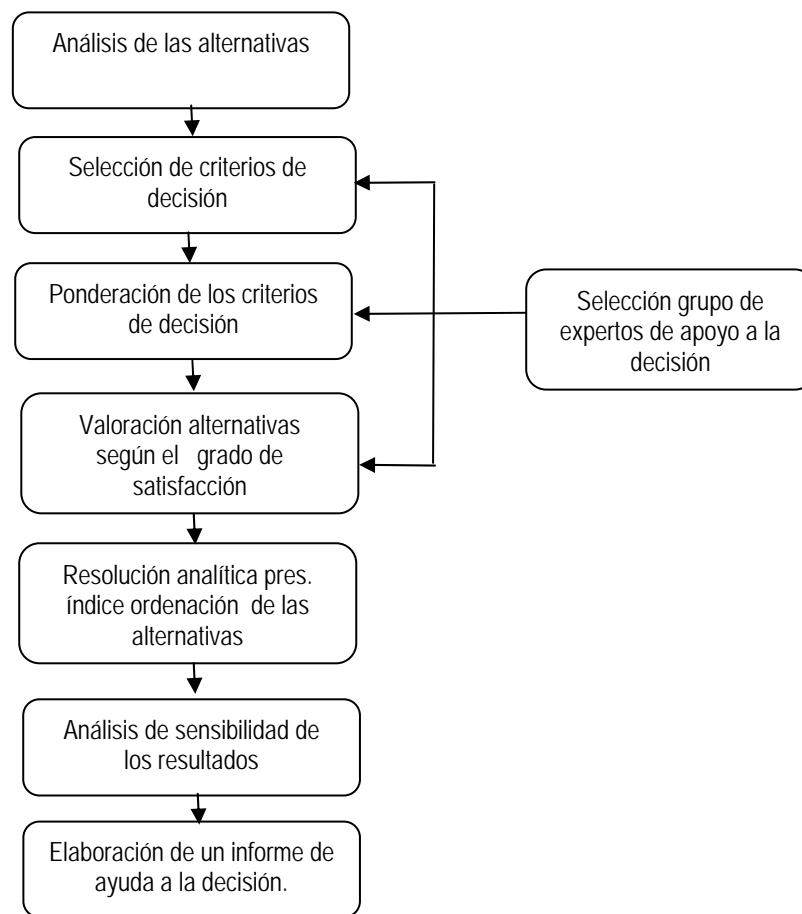 Análisis de las alternativas
Selección de criterios de
decisión
Ponderación de los criterios
de decisión
Selección grupo de
expertos de apoyo a la
decisión
Valoración alternativas
según el grado de
satisfacción
Resolución analítica pres.
índice ordenación de las
alternativas
Análisis de sensibilidad de
los resultados
Elaboración de un informe de
ayuda a la decisión.